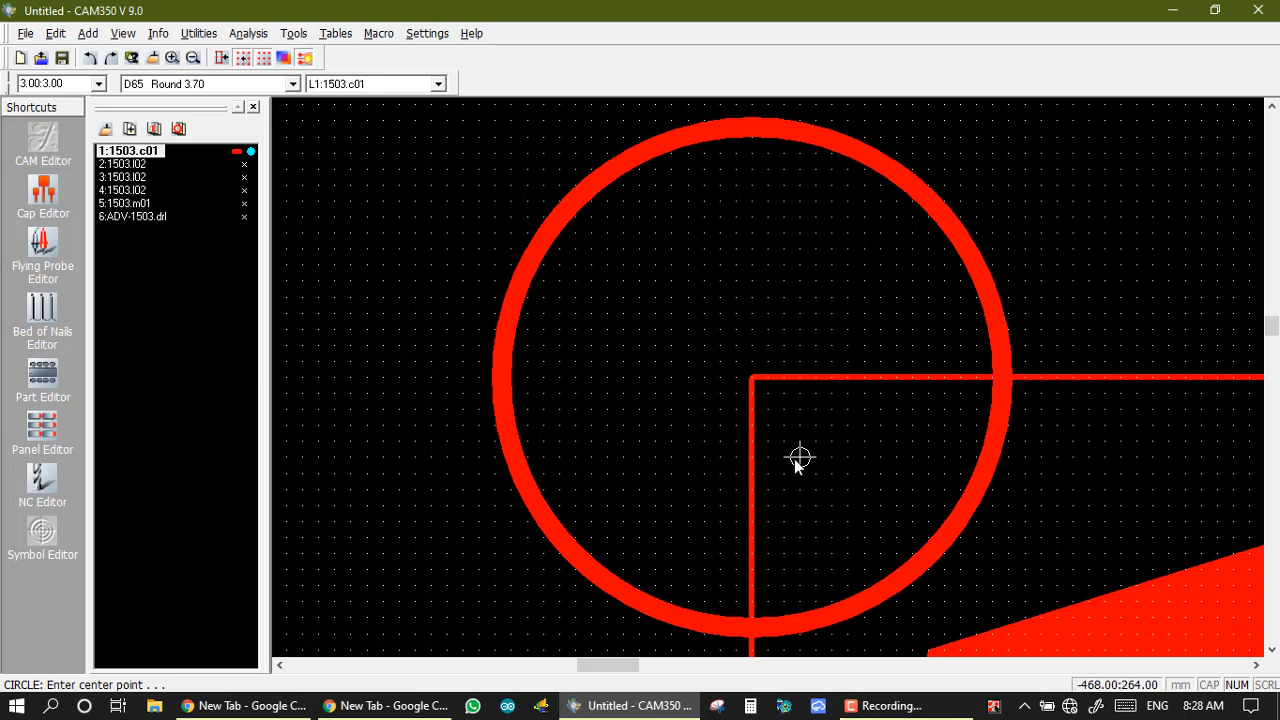 Untitled - CAM350 V 9.0
File Edit Add View Info Utilities Analysis Tools Tables Macro Settings Help
3.00:3.00 D65 Round 3.70 L1:1503.c01
Shortcuts
CAM Editor
Cap Editor
Flying Probe
Editor
Bed of Nails
Editor
Part Editor
Panel Editor
NC Editor
Symbol Editor
1:1503.c01
2:1503.l02
3:1503.l02
4:1503.l02
5:1503.m01
6:ADV-1503.drl
CIRCLE: Enter center point . . .
-468.00:264.00 mm CAP NUM SCRL
New Tab - Google C...
New Tab - Google C...
Untitled - CAM350 ...
Recording...
8:28 AM